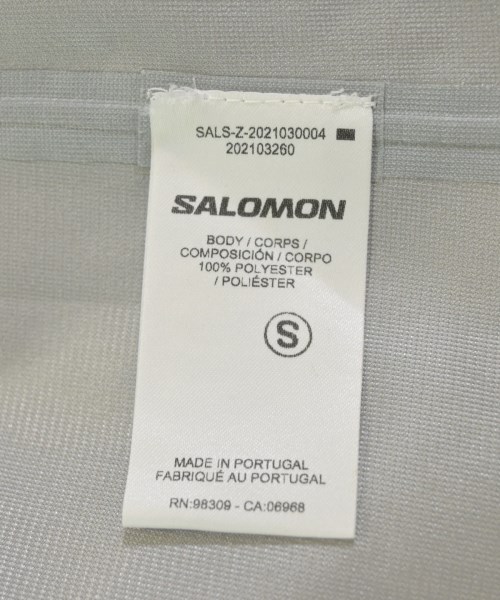 SALS-Z-2021030004
202103260
SALOMON
BODY / CORPS /
COMPOSICIÓN / CORPO
100% POLYESTER
/ POLIÉSTER
S
MADE IN PORTUGAL
FABRIQUÉ AU PORTUGAL
RN:98309 - CA:06968